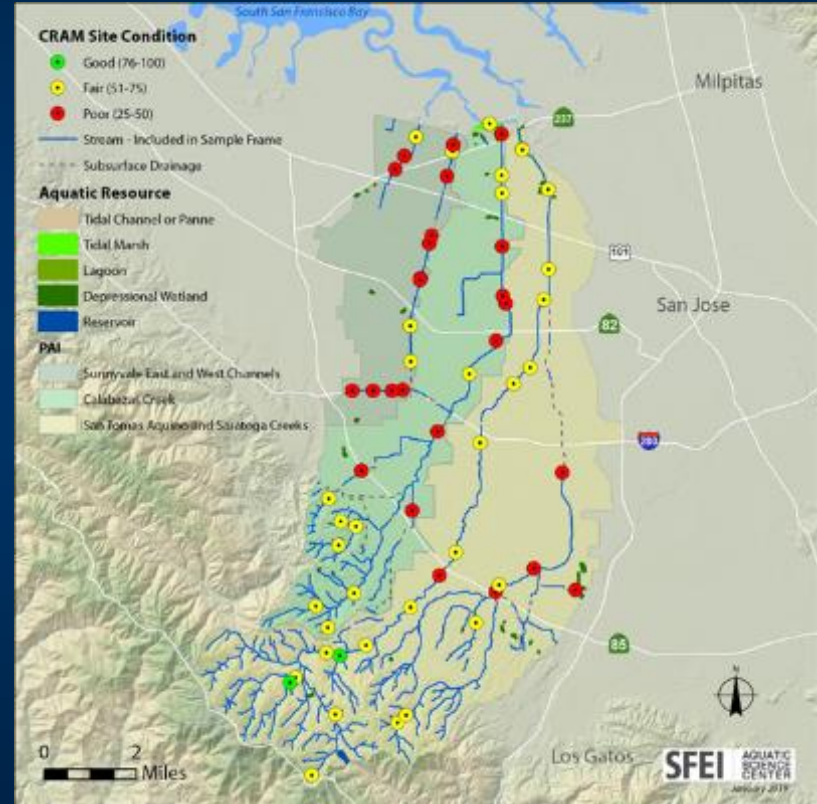 South San Francisco Bay
CRAM Site Condition
Good (76-100)
Fair (51-75)
Poor (25-50)
Stream - Included in Sample Frame
Subsurface Drainage
Aquatic Resource
Tidal Channel or Panne
Tidal Marsh
Lagoon
Depressional Wetland
Reservoir
PAI
Sunnyvale East and West Channels
Calabazas Creek
San Tomas Aquino and Saratoga Creeks
Milpitas
237
101
San Jose
82
280
85
Los Gatos
N
0 2
Miles
SFEI
AQUATIC
SCIENCE
CENTER
January 2019